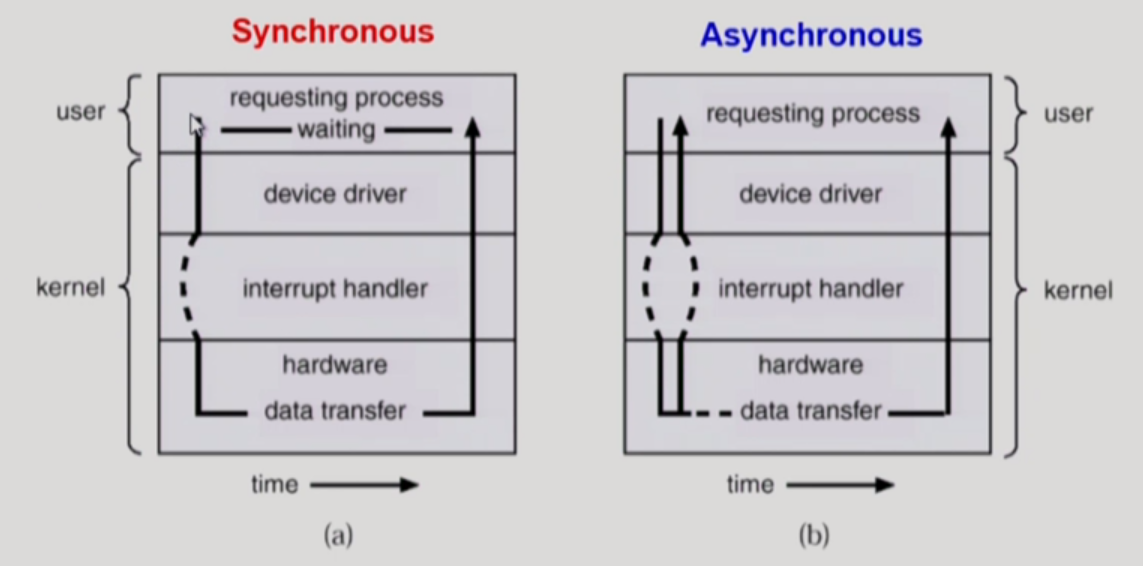 Synchronous
user
requesting process
waiting
device driver
kernel
interrupt handler
hardware
data transfer
time
(a)
Asynchronous
requesting process
user
device driver
interrupt handler
kernel
hardware
data transfer
time
(b)